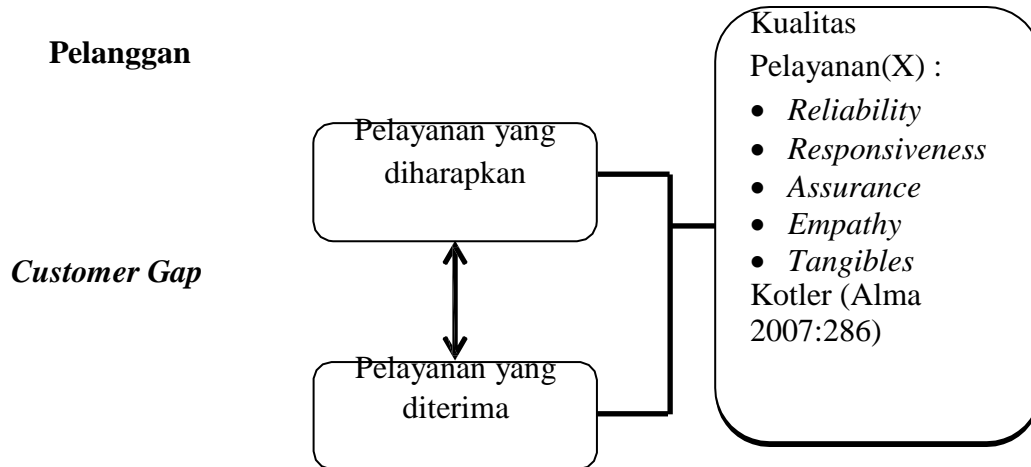 Pelanggan
Pelayanan yang
diharapkan
Customer Gap
Pelayanan yang
diterima
Kualitas
Pelayanan(X) :
• Reliability
• Responsiveness
• Assurance
• Empathy
• Tangibles
Kotler (Alma
2007:286)